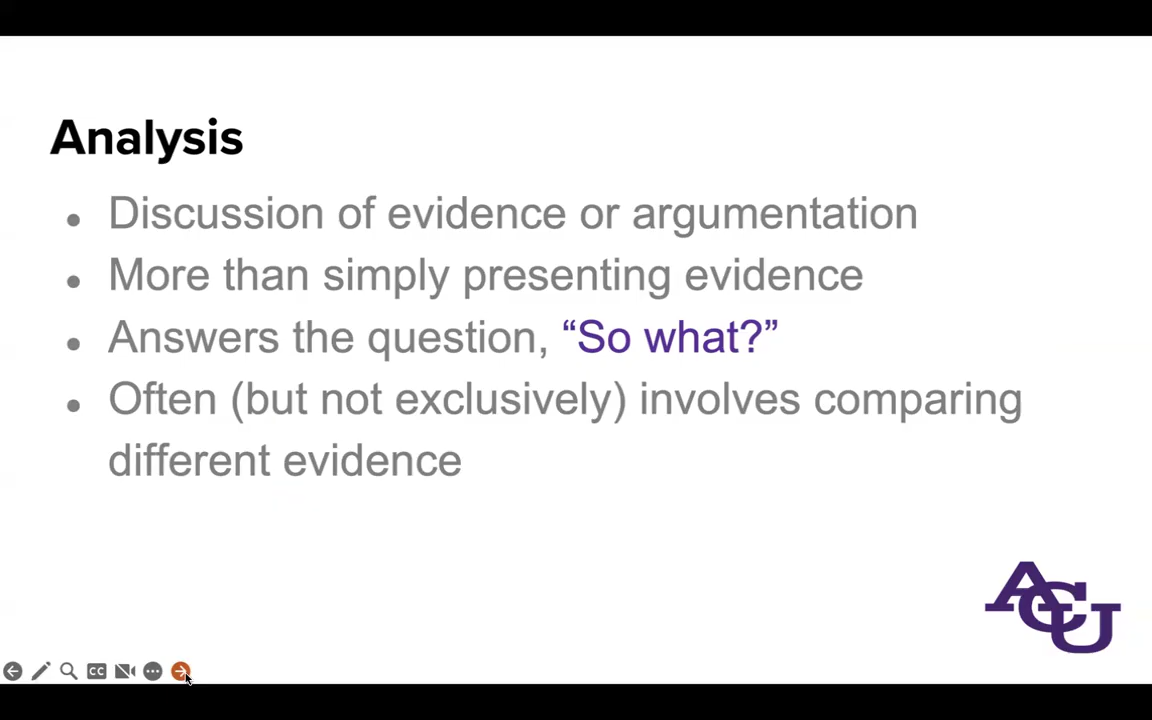 Analysis
• Discussion of evidence or argumentation
• More than simply presenting evidence
• Answers the question, “So what?”
• Often (but not exclusively) involves comparing
different evidence
ACU
CC